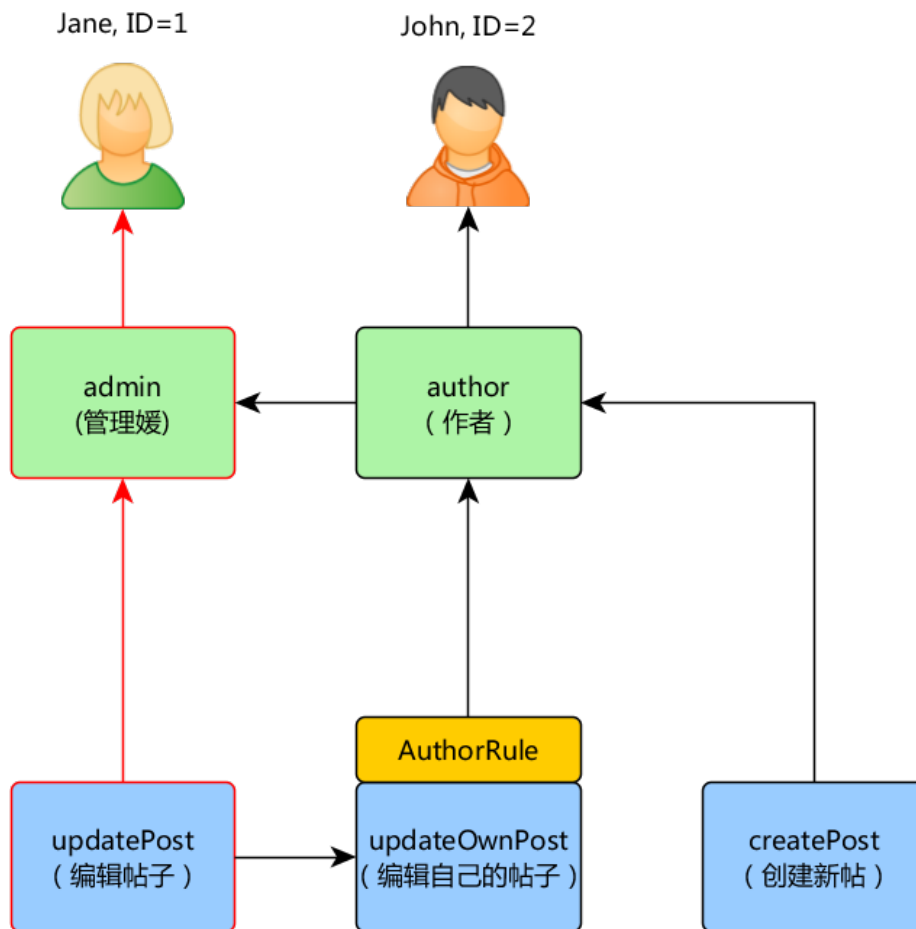 Jane, ID=1
John, ID=2
admin
(管理媛)
author
（作者）
AuthorRule
updatePost
（编辑帖子）
updateOwnPost
（编辑自己的帖子）
createPost
（创建新帖）